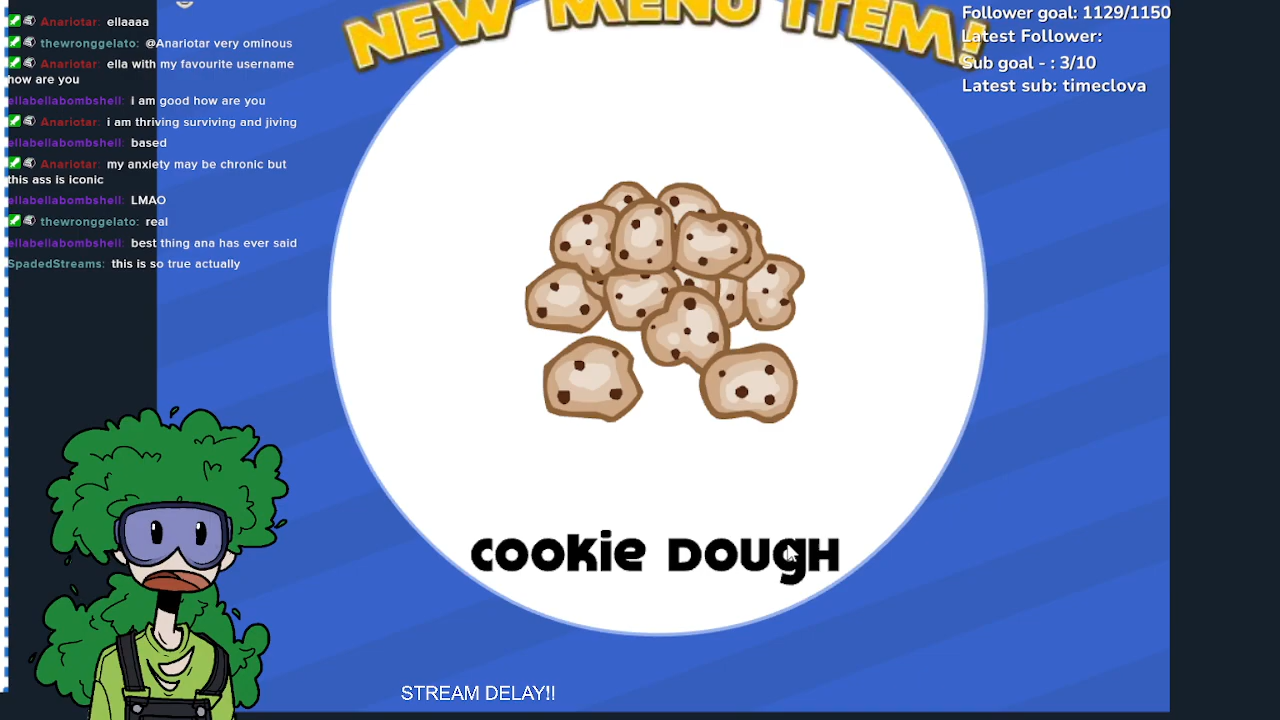 Anariotar: ellaaaa
thewronggelato: @Anariotar very ominous
Anariotar: ella with my favourite username
how are you
ellabellabombshell: i am good how are you
Anariotar: i am thriving surviving and jiving
ellabellabombshell: based
Anariotar: my anxiety may be chronic but
this ass is iconic
ellabellabombshell: LMAO
thewronggelato: real
ellabellabombshell: best thing ana has ever said
SpadedStreams: this is so true actually
NEW MENU ITEM!
Follower goal: 1129/1150
Latest Follower:
Sub goal - : 3/10
Latest sub: timeclova
cookie DougH
STREAM DELAY!!